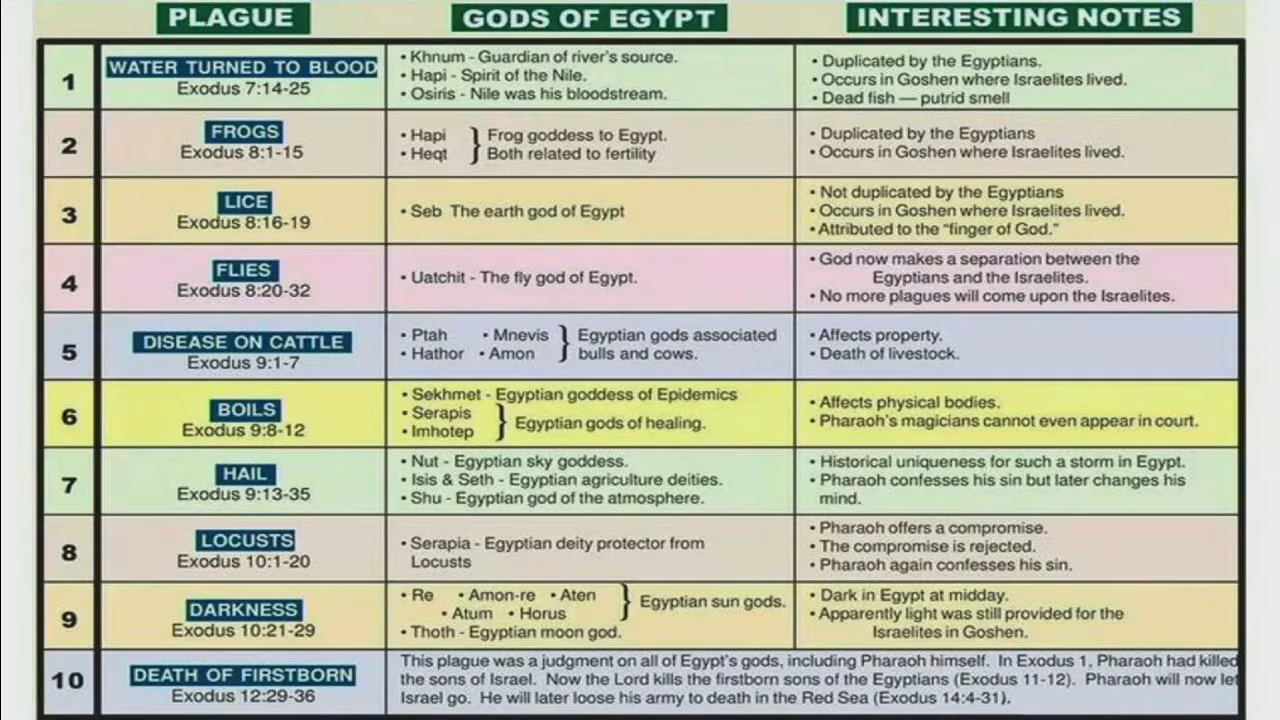 PLAGUE
GODS OF EGYPT
INTERESTING NOTES
1
WATER TURNED TO BLOOD
Exodus 7:14-25
• Khnum - Guardian of river's source.
• Hapi - Spirit of the Nile.
• Osiris - Nile was his bloodstream.
• Duplicated by the Egyptians.
• Occurs in Goshen where Israelites lived.
• Dead fish — putrid smell
2
FROGS
Exodus 8:1-15
• Hapi } Frog goddess to Egypt.
• Heqt } Both related to fertility
• Duplicated by the Egyptians
• Occurs in Goshen where Israelites lived.
3
LICE
Exodus 8:16-19
• Seb The earth god of Egypt
• Not duplicated by the Egyptians
• Occurs in Goshen where Israelites lived.
• Attributed to the "finger of God."
4
FLIES
Exodus 8:20-32
• Uatchit - The fly god of Egypt.
• God now makes a separation between the
Egyptians and the Israelites.
• No more plagues will come upon the Israelites.
5
DISEASE ON CATTLE
Exodus 9:1-7
• Ptah • Mnevis } Egyptian gods associated
• Hathor • Amon } bulls and cows.
• Affects property.
• Death of livestock.
6
BOILS
Exodus 9:8-12
• Sekhmet - Egyptian goddess of Epidemics
• Serapis
• Imhotep } Egyptian gods of healing.
• Affects physical bodies.
• Pharaoh's magicians cannot even appear in court.
7
HAIL
Exodus 9:13-35
• Nut - Egyptian sky goddess.
• Isis & Seth - Egyptian agriculture deities.
• Shu - Egyptian god of the atmosphere.
• Historical uniqueness for such a storm in Egypt.
• Pharaoh confesses his sin but later changes his
mind.
8
LOCUSTS
Exodus 10:1-20
• Serapia - Egyptian deity protector from
Locusts
• Pharaoh offers a compromise.
• The compromise is rejected.
• Pharaoh again confesses his sin.
9
DARKNESS
Exodus 10:21-29
• Re • Amon-re • Aten
• Atum • Horus } Egyptian sun gods.
• Thoth - Egyptian moon god.
• Dark in Egypt at midday.
• Apparently light was still provided for the
Israelites in Goshen.
10
DEATH OF FIRSTBORN
Exodus 12:29-36
This plague was a judgment on all of Egypt's gods, including Pharaoh himself. In Exodus 1, Pharaoh had killed
the sons of Israel. Now the Lord kills the firstborn sons of the Egyptians (Exodus 11-12). Pharaoh will now let
Israel go. He will later loose his army to death in the Red Sea (Exodus 14:4-31).